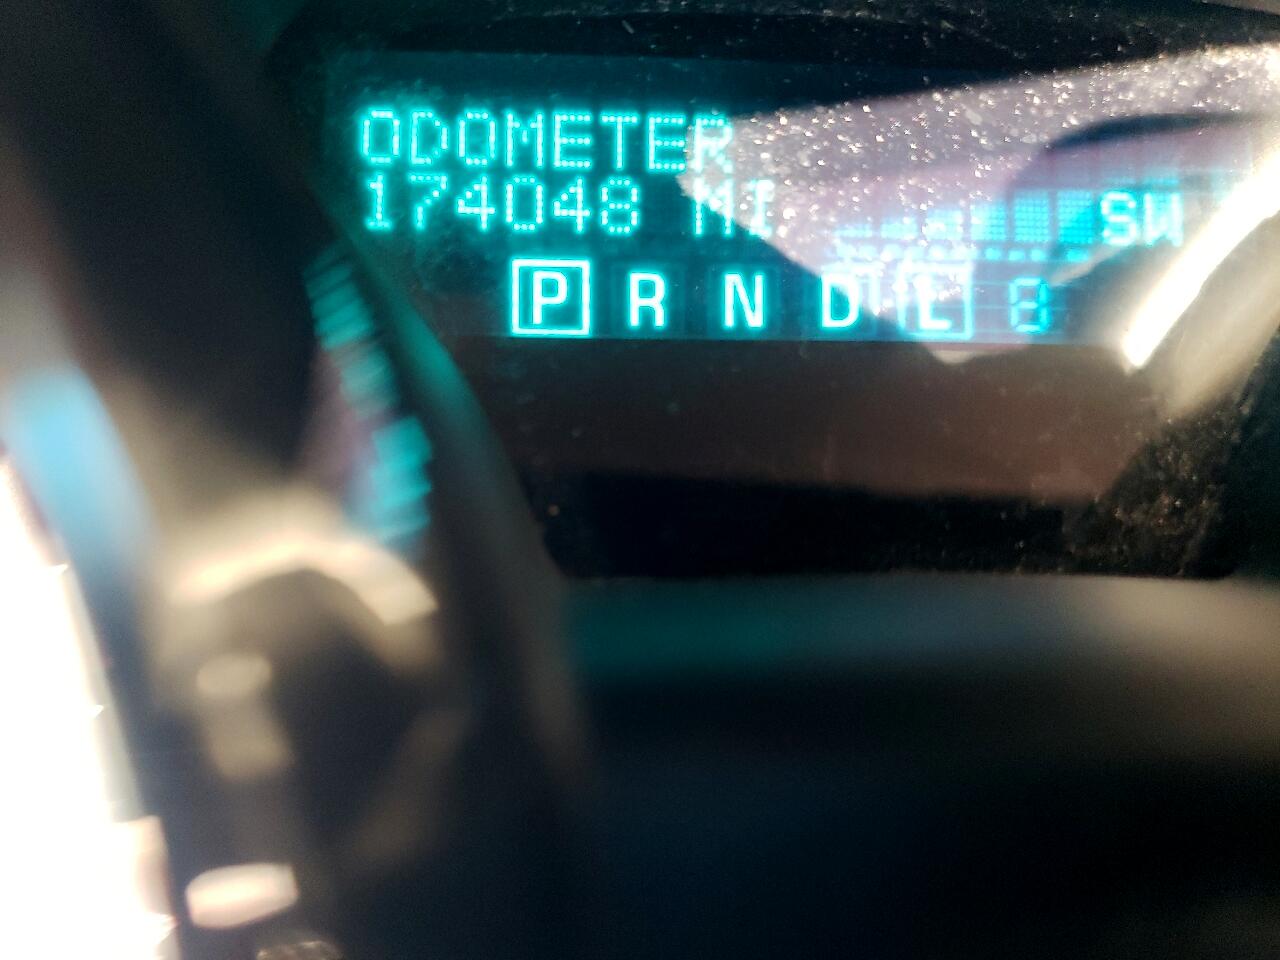 ODOMETER
174048 MI SW
P R N D L